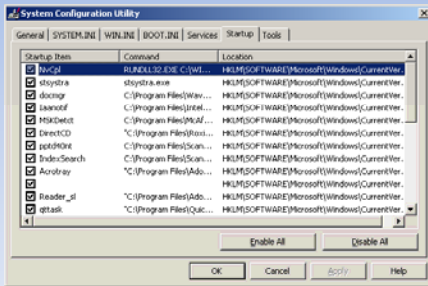 System Configuration Utility
General SYSTEM.INI WIN.INI BOOT.INI Services Startup Tools
Startup Item Command Location
NvCpl RUNDLL32.EXE C:\WI... HKLM\SOFTWARE\Microsoft\Windows\CurrentVer...
stsystra stsystra.exe HKLM\SOFTWARE\Microsoft\Windows\CurrentVer...
docmgr C:\Program Files\Wav... HKLM\SOFTWARE\Microsoft\Windows\CurrentVer...
Iaanotif C:\Program Files\Intel... HKLM\SOFTWARE\Microsoft\Windows\CurrentVer...
MSKDetct C:\Program Files\McAf... HKLM\SOFTWARE\Microsoft\Windows\CurrentVer...
DirectCD "C:\Program Files\Roxi... HKLM\SOFTWARE\Microsoft\Windows\CurrentVer...
pptd40nt C:\Program Files\Scan... HKLM\SOFTWARE\Microsoft\Windows\CurrentVer...
IndexSearch C:\Program Files\Scan... HKLM\SOFTWARE\Microsoft\Windows\CurrentVer...
Acrotray "C:\Program Files\Ado... HKLM\SOFTWARE\Microsoft\Windows\CurrentVer...
HKLM\SOFTWARE\Microsoft\Windows\CurrentVer...
Reader_sl "C:\Program Files\Ado... HKLM\SOFTWARE\Microsoft\Windows\CurrentVer...
qttask "C:\Program Files\Quic... HKLM\SOFTWARE\Microsoft\Windows\CurrentVer...
Enable All Disable All
OK Cancel Apply Help